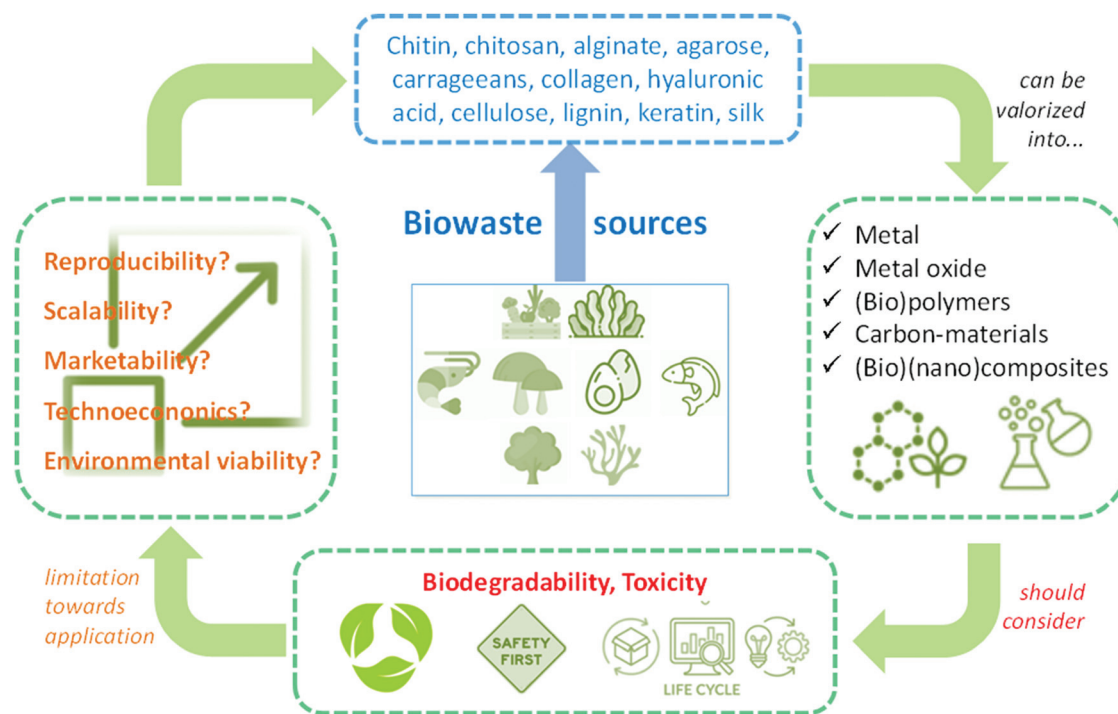 Chitin, chitosan, alginate, agarose,
carrageeans, collagen, hyaluronic
acid, cellulose, lignin, keratin, silk
can be
valorized
into...
Biowaste sources
Metal
Metal oxide
(Bio)polymers
Carbon-materials
(Bio)(nano)composites
should
consider
Biodegradability, Toxicity
SAFETY
FIRST
LIFE CYCLE
limitation
towards
application
Reproducibility?
Scalability?
Marketability?
Technoecononics?
Environmental viability?